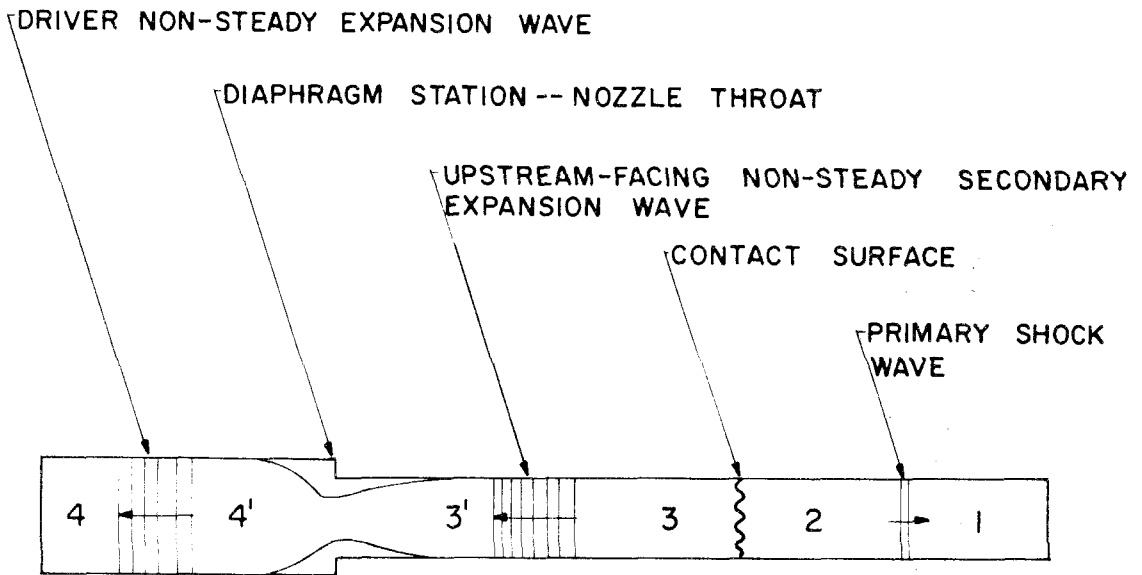 DRIVER NON-STEADY EXPANSION WAVE
DIAPHRAGM STATION -- NOZZLE THROAT
UPSTREAM-FACING NON-STEADY SECONDARY
EXPANSION WAVE
CONTACT SURFACE
PRIMARY SHOCK
WAVE
4 4' 3' 3 2 1